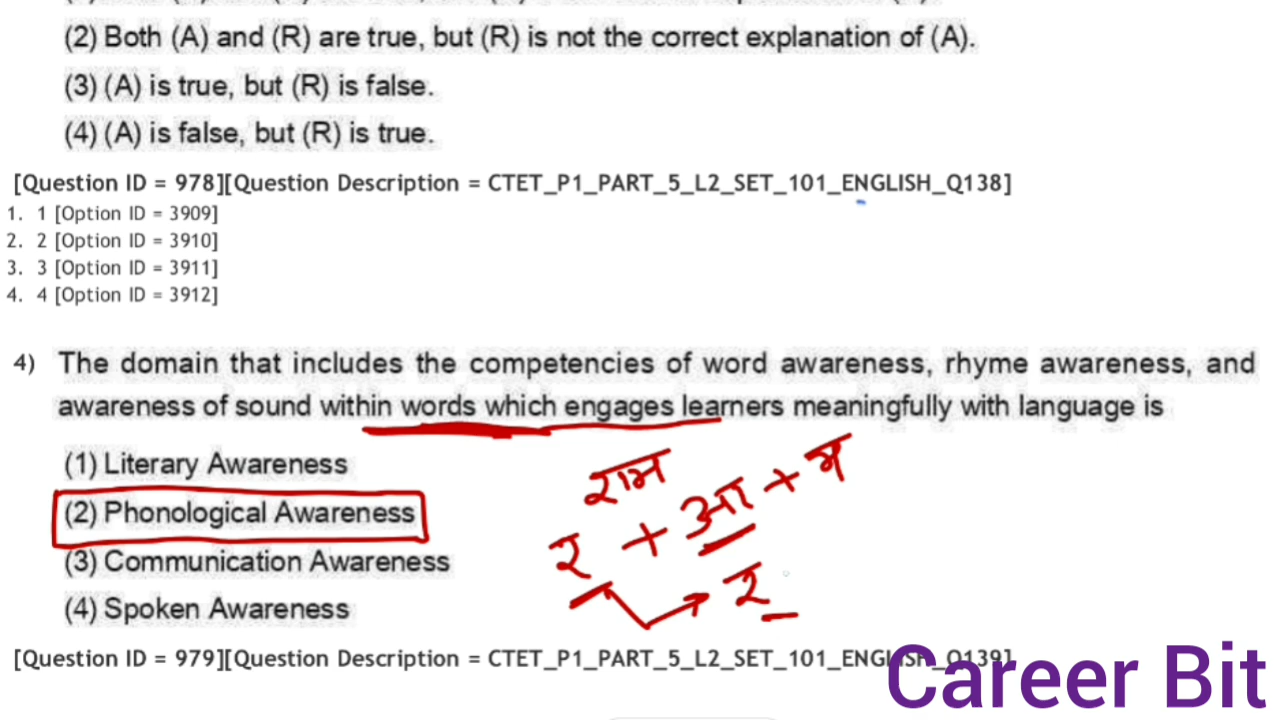 (2) Both (A) and (R) are true, but (R) is not the correct explanation of (A).
(3) (A) is true, but (R) is false.
(4) (A) is false, but (R) is true.
[Question ID = 978][Question Description = CTET_P1_PART_5_L2_SET_101_ENGLISH_Q138]
1. 1 [Option ID = 3909]
2. 2 [Option ID = 3910]
3. 3 [Option ID = 3911]
4. 4 [Option ID = 3912]
4) The domain that includes the competencies of word awareness, rhyme awareness, and
awareness of sound within words which engages learners meaningfully with language is
(1) Literary Awareness
(2) Phonological Awareness
(3) Communication Awareness
(4) Spoken Awareness
राम
र + आ + म
र
[Question ID = 979][Question Description = CTET_P1_PART_5_L2_SET_101_ENGLISH_Q139]
Career Bit